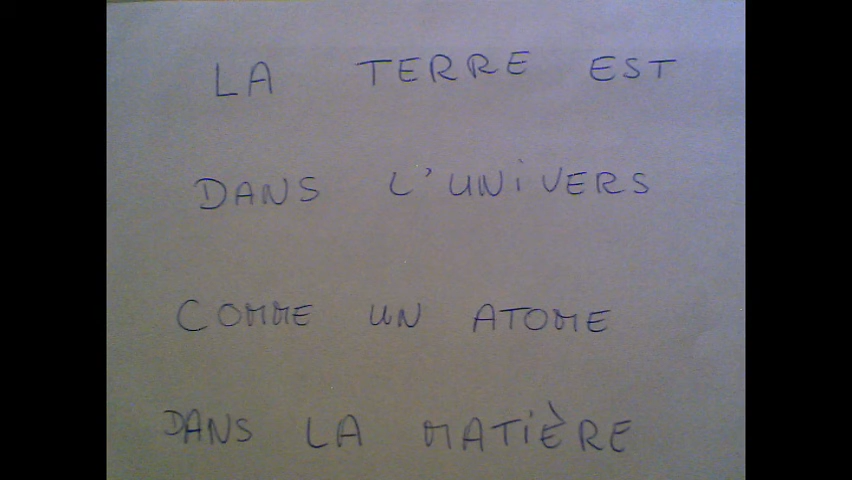 LA TERRE EST
DANS L'UNiVERS
COMME UN ATOME
DANS LA MATiÈRE